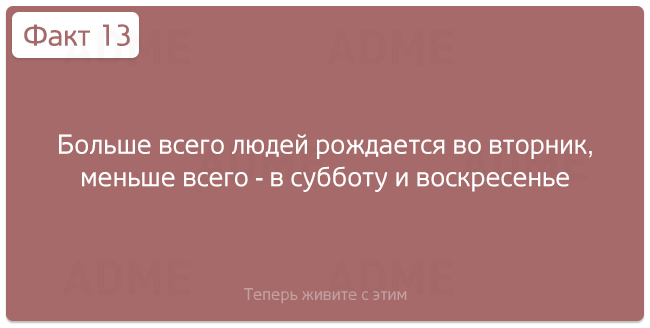 Факт 13
ADME
ADME
Больше всего людей рождается во вторник,
меньше всего - в субботу и воскресенье
ADME
ADME
Теперь живите с этим